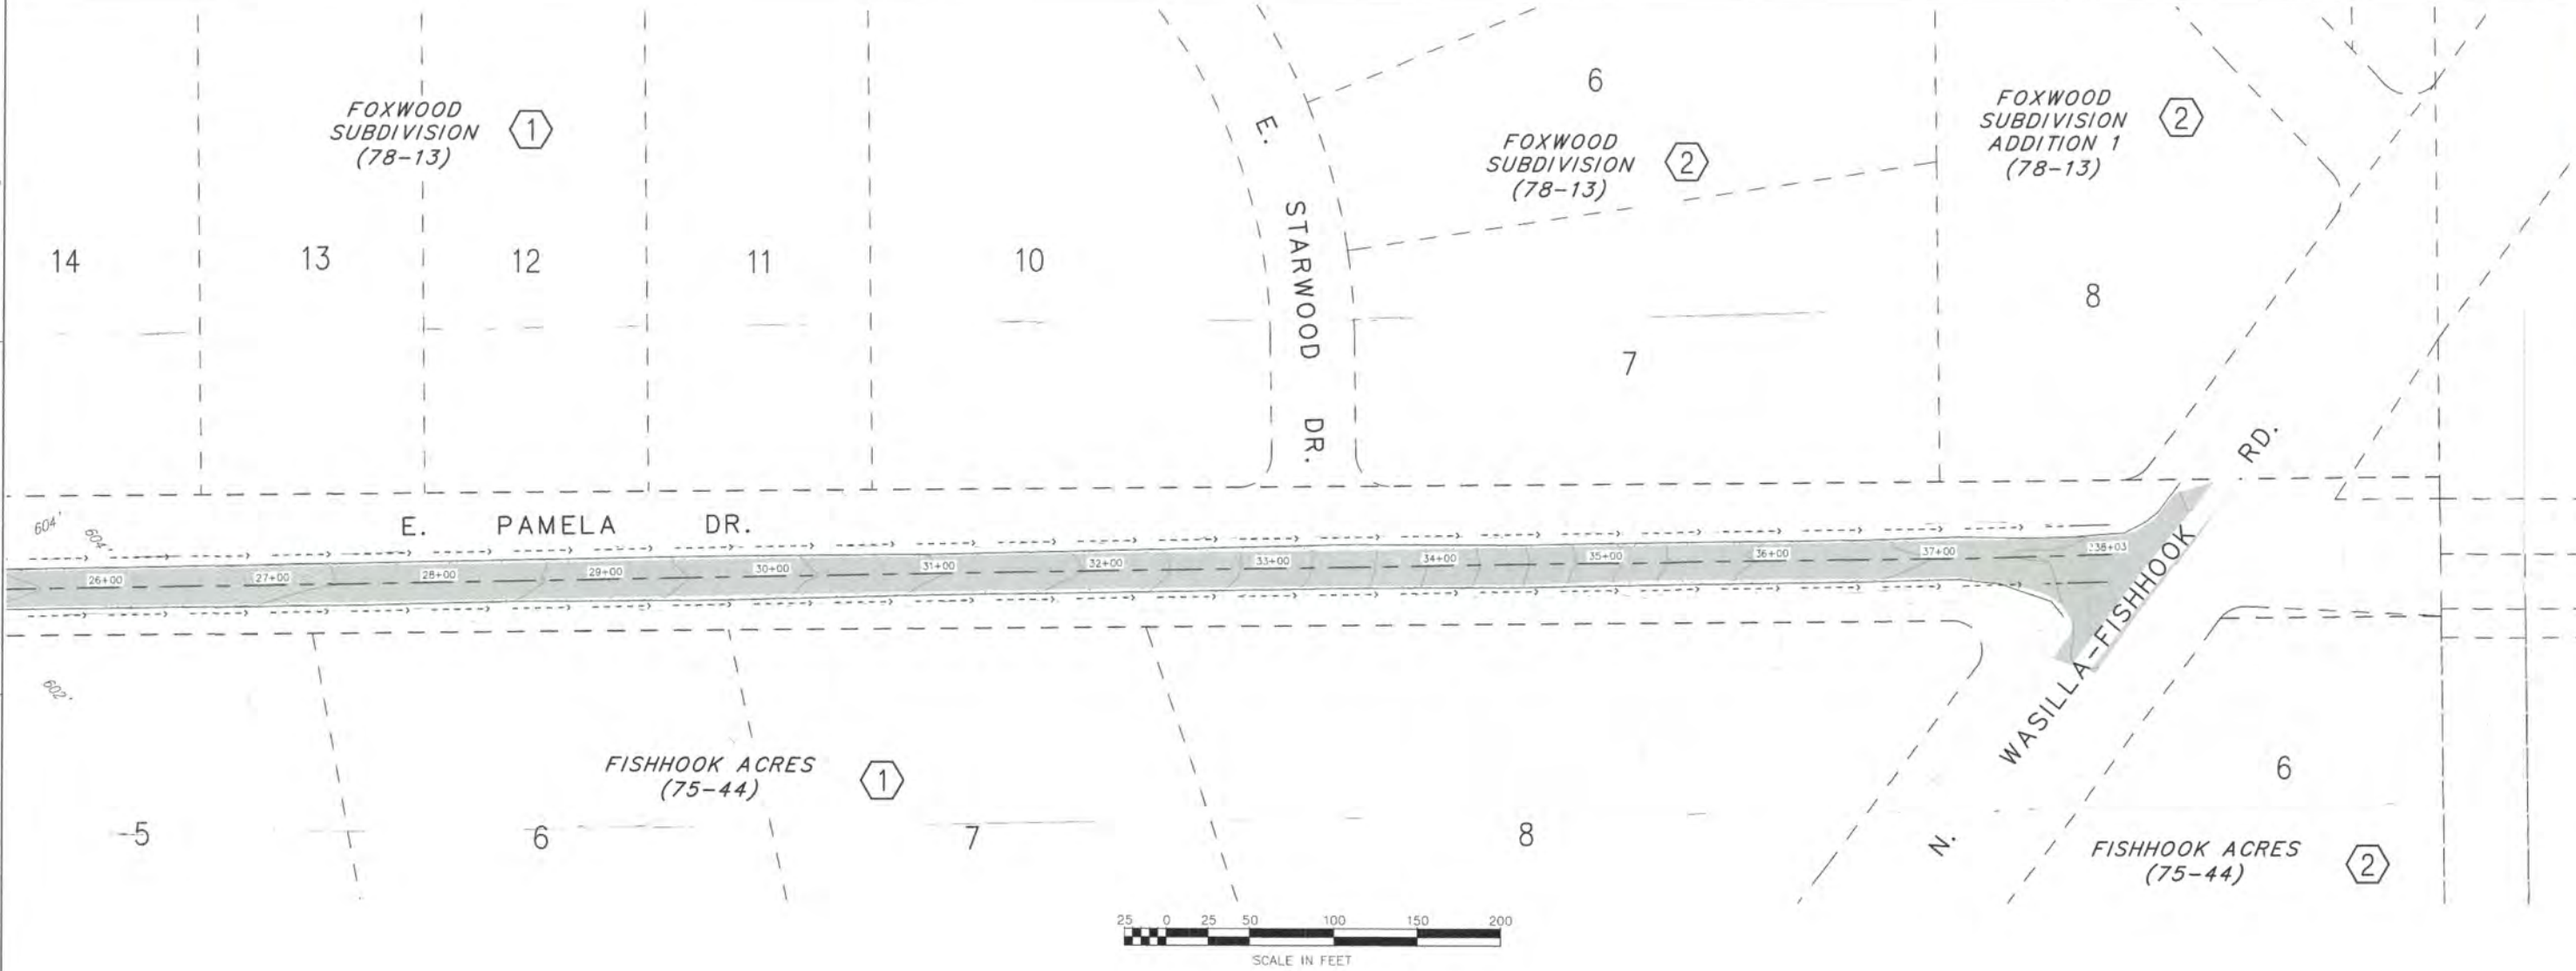 FOXWOOD
SUBDIVISION
(78-13)
1
6
FOXWOOD
SUBDIVISION
(78-13)
2
FOXWOOD
SUBDIVISION
ADDITION 1
(78-13)
2
14
13
12
11
10
E. STARWOOD DR.
7
8
604'
604'
E. PAMELA DR.
RD.
26+00
27+00
28+00
29+00
30+00
31+00
32+00
33+00
34+00
35+00
36+00
37+00
38+03
602'
N. WASILLA-FISHHOOK
FISHHOOK ACRES
(75-44)
1
5
6
7
8
6
FISHHOOK ACRES
(75-44)
2
25 0 25 50 100 150 200
SCALE IN FEET